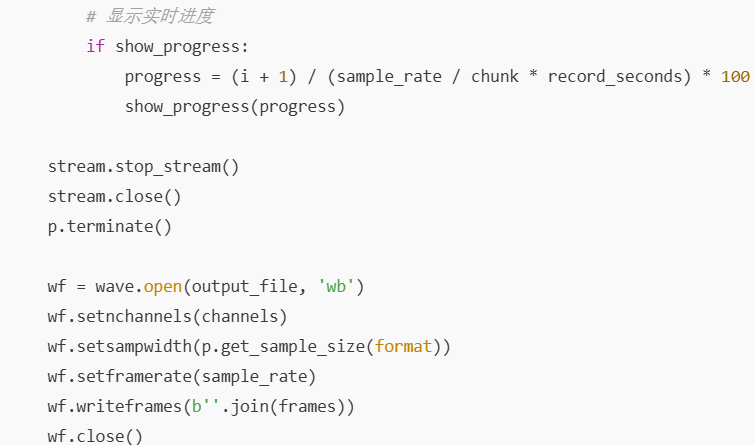 # 显示实时进度
if show_progress:
progress = (i + 1) / (sample_rate / chunk * record_seconds) * 100
show_progress(progress)
stream.stop_stream()
stream.close()
p.terminate()
wf = wave.open(output_file, 'wb')
wf.setnchannels(channels)
wf.setsampwidth(p.get_sample_size(format))
wf.setframerate(sample_rate)
wf.writeframes(b''.join(frames))
wf.close()